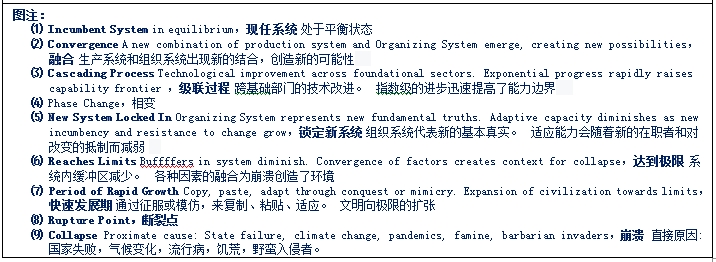 图注：
(1) Incumbent System in equilibrium，现任系统 处于平衡状态
(2) Convergence A new combination of production system and Organizing System emerge, creating new possibilities，
融合 生产系统和组织系统出现新的结合，创造新的可能性
(3) Cascading Process Technological improvement across foundational sectors. Exponential progress rapidly raises
capability frontier ，级联过程 跨基础部门的技术改进。 指数级的进步迅速提高了能力边界
(4) Phase Change，相变
(5) New System Locked In Organizing System represents new fundamental truths. Adaptive capacity diminishes as new
incumbency and resistance to change grow，锁定新系统 组织系统代表新的基本真实。 适应能力会随着新的在职者和对
改变的抵制而减弱
(6) Reaches Limits Bufffffers in system diminish. Convergence of factors creates context for collapse，达到极限 系
统内缓冲区减少。 各种因素的融合为崩溃创造了环境
(7) Period of Rapid Growth Copy, paste, adapt through conquest or mimicry. Expansion of civilization towards limits，
快速发展期 通过征服或模仿，来复制、粘贴、适应。 文明向极限的扩张
(8) Rupture Point，断裂点
(9) Collapse Proximate cause: State failure, climate change, pandemics, famine, barbarian invaders，崩溃 直接原因：
国家失败，气候变化，流行病，饥荒，野蛮入侵者。